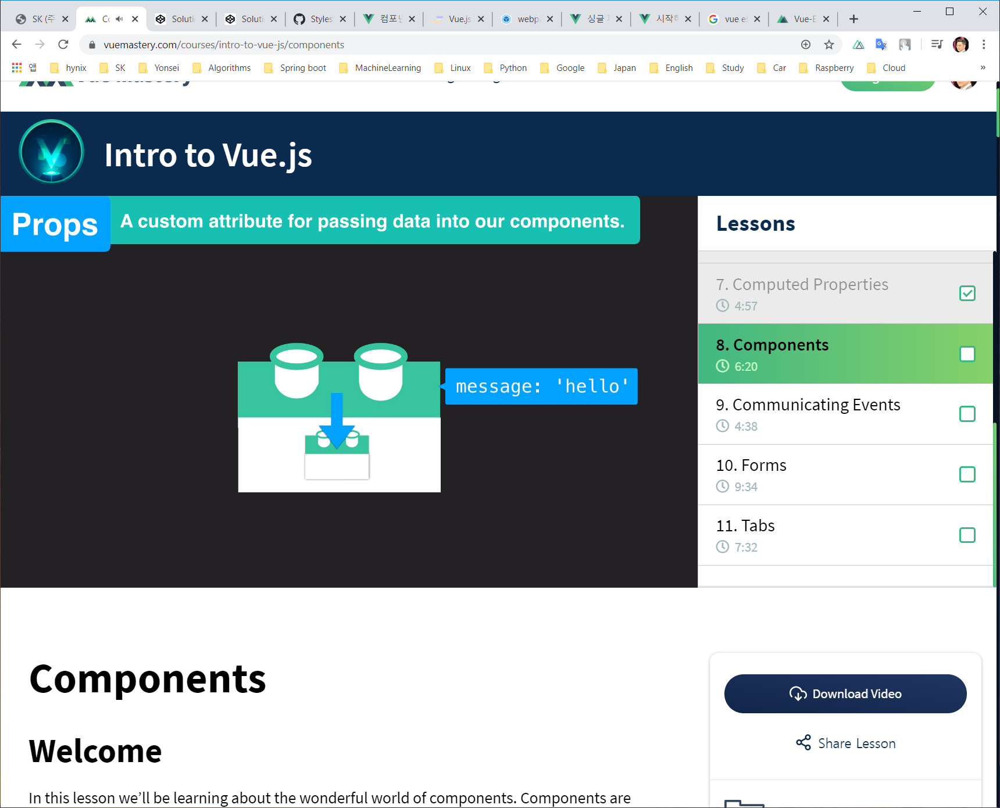 SK (주
Co
Soluti
Soluti
Styles
컴포넌
Vue.js
webpa
싱글
시작하
vue e
Vue-E
vuemastery.com/courses/intro-to-vue-js/components
앱
hynix
SK
Yonsei
Algorithms
Spring boot
MachineLearning
Linux
Python
Google
Japan
English
Study
Car
Raspberry
Cloud
»
Intro to Vue.js
Props
A custom attribute for passing data into our components.
message: 'hello'
Lessons
7. Computed Properties
4:57
8. Components
6:20
9. Communicating Events
4:38
10. Forms
9:34
11. Tabs
7:32
Components
Welcome
In this lesson we’ll be learning about the wonderful world of components. Components are
Download Video
Share Lesson